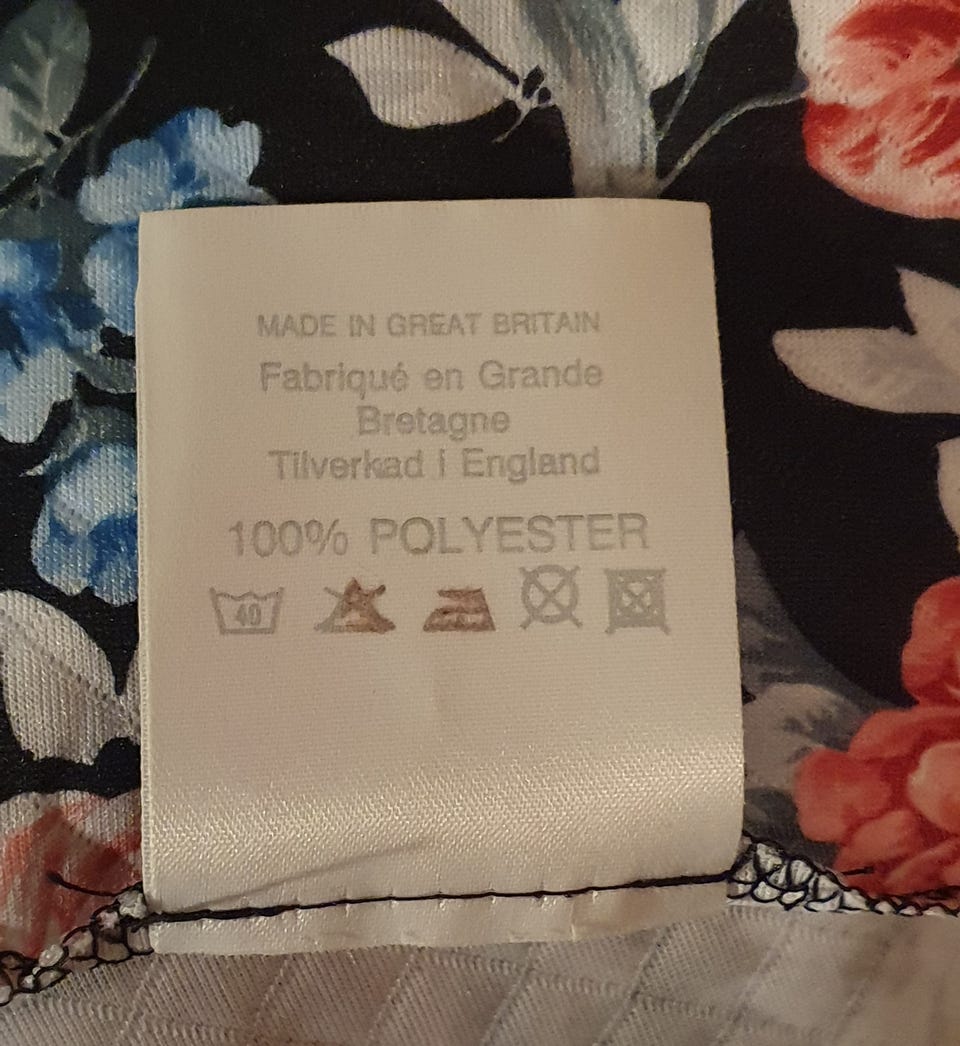 MADE IN GREAT BRITAIN
Fabriqué en Grande
Bretagne
Tilverkad i England
100% POLYESTER
40